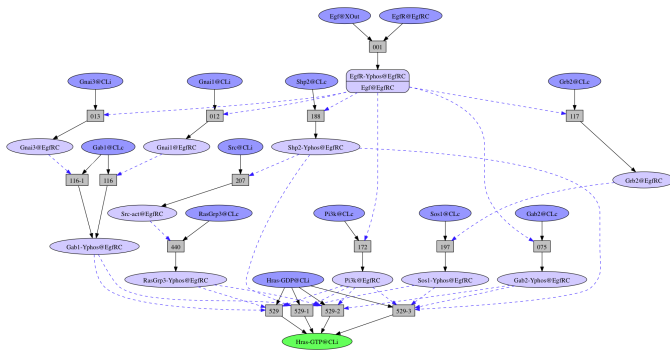 Egf@XOut
EgfR@EgfRC
001
Gnai3@CLi
Gnai1@CLi
Shp2@CLc
EgfR-Yphos@EgfRC
Egf@EgfRC
Grb2@CLc
013
012
188
117
Gnai3@EgfRC
Gab1@CLc
Gnai1@EgfRC
Src@CLi
Shp2-Yphos@EgfRC
116-1
116
207
Grb2@EgfRC
Src-act@EgfRC
RasGrp3@CLc
Pi3k@CLc
Sos1@CLc
Gab2@CLc
Gab1-Yphos@EgfRC
440
172
197
075
RasGrp3-Yphos@EgfRC
Hras-GDP@CLi
Pi3k@EgfRC
Sos1-Yphos@EgfRC
Gab2-Yphos@EgfRC
529
529-1
529-2
529-3
Hras-GTP@CLi